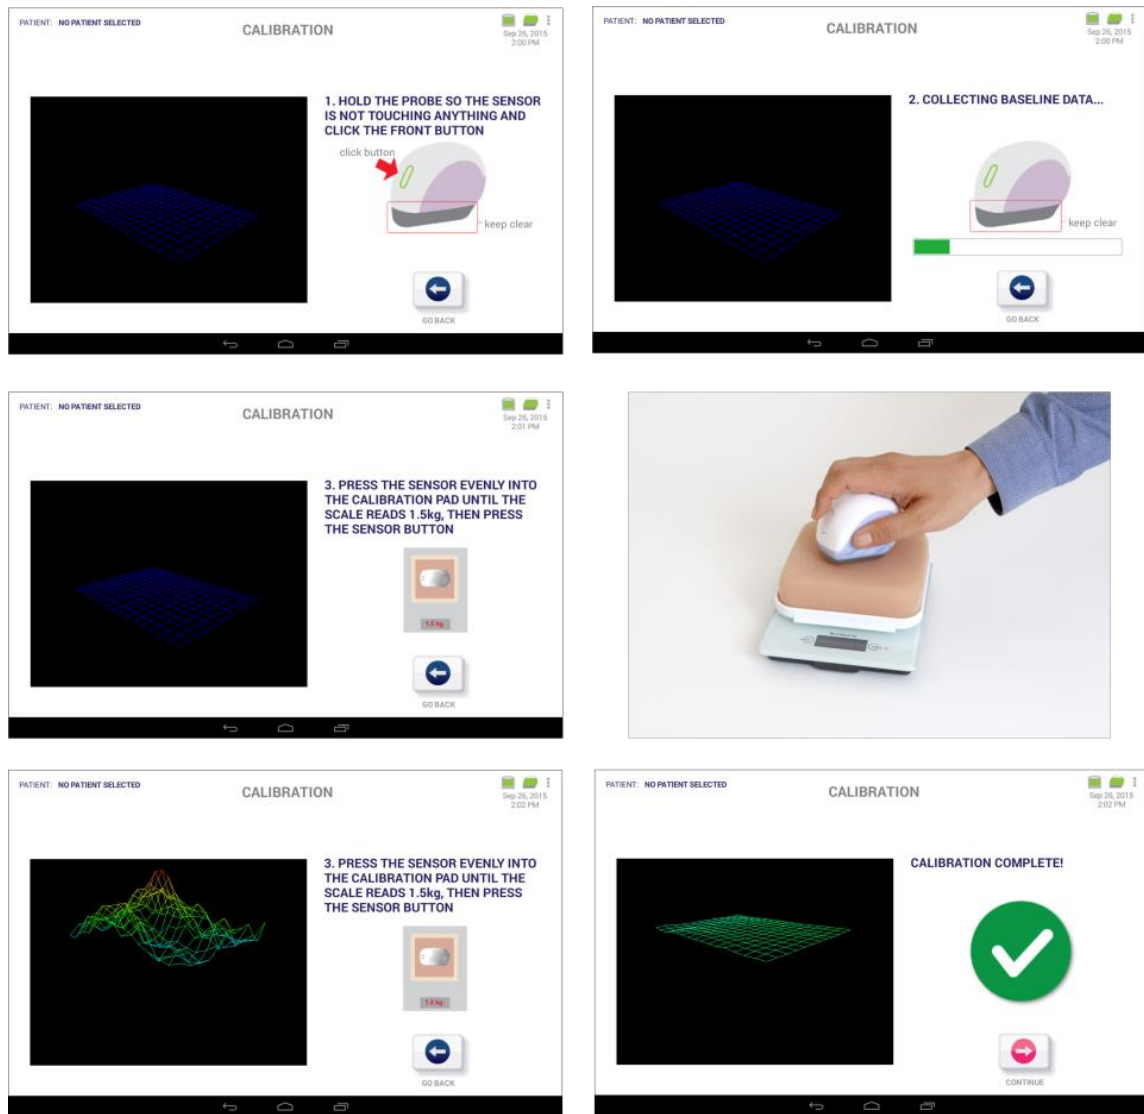 PATIENT: NO PATIENT SELECTED
CALIBRATION
Sep 26, 2015
2:00 PM
1. HOLD THE PROBE SO THE SENSOR
IS NOT TOUCHING ANYTHING AND
CLICK THE FRONT BUTTON
click button
keep clear
GO BACK
PATIENT: NO PATIENT SELECTED
CALIBRATION
Sep 26, 2015
2:00 PM
2. COLLECTING BASELINE DATA...
keep clear
GO BACK
PATIENT: NO PATIENT SELECTED
CALIBRATION
Sep 26, 2015
2:01 PM
3. PRESS THE SENSOR EVENLY INTO
THE CALIBRATION PAD UNTIL THE
SCALE READS 1.5kg, THEN PRESS
THE SENSOR BUTTON
1.5 kg
GO BACK
PATIENT: NO PATIENT SELECTED
CALIBRATION
Sep 26, 2015
2:02 PM
3. PRESS THE SENSOR EVENLY INTO
THE CALIBRATION PAD UNTIL THE
SCALE READS 1.5kg, THEN PRESS
THE SENSOR BUTTON
1.5 kg
GO BACK
PATIENT: NO PATIENT SELECTED
CALIBRATION
Sep 26, 2015
2:02 PM
CALIBRATION COMPLETE!
CONTINUE